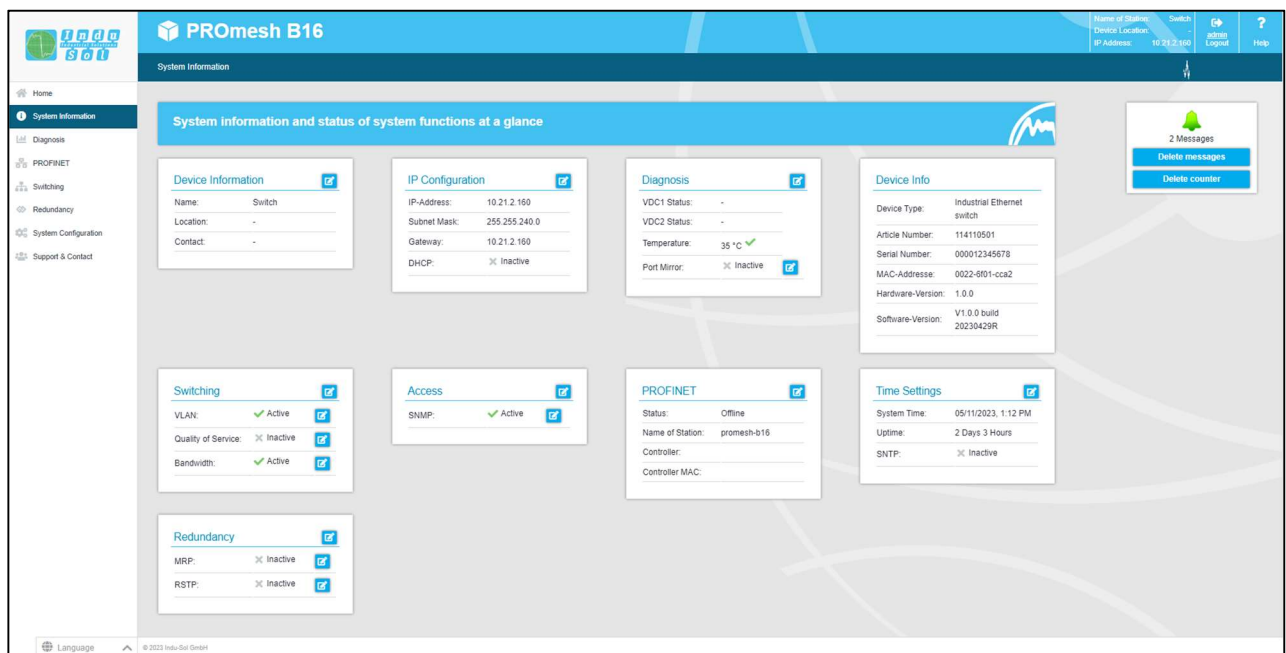 Indu
Industrial Solutions
Sol
PROmesh B16
Name of Station: Switch
Device Location: -
IP Address: 10.21.2.160
admin
Logout
?
Help
System Information
Home
System Information
Diagnosis
PROFINET
Switching
Redundancy
System Configuration
Support & Contact
System information and status of system functions at a glance
2 Messages
Delete messages
Delete counter
Device Information
Name: Switch
Location: -
Contact: -
IP Configuration
IP-Address: 10.21.2.160
Subnet Mask: 255.255.240.0
Gateway: 10.21.2.160
DHCP: Inactive
Diagnosis
VDC1 Status: -
VDC2 Status: -
Temperature: 35 °C
Port Mirror: Inactive
Device Info
Device Type: Industrial Ethernet
switch
Article Number: 114110501
Serial Number: 000012345678
MAC-Addresse: 0022-6f01-cca2
Hardware-Version: 1.0.0
Software-Version: V1.0.0 build
20230429R
Switching
VLAN: Active
Quality of Service: Inactive
Bandwidth: Active
Access
SNMP: Active
PROFINET
Status: Offline
Name of Station: promesh-b16
Controller:
Controller MAC:
Time Settings
System Time: 05/11/2023, 1:12 PM
Uptime: 2 Days 3 Hours
SNTP: Inactive
Redundancy
MRP: Inactive
RSTP: Inactive
Language
© 2023 Indu-Sol GmbH